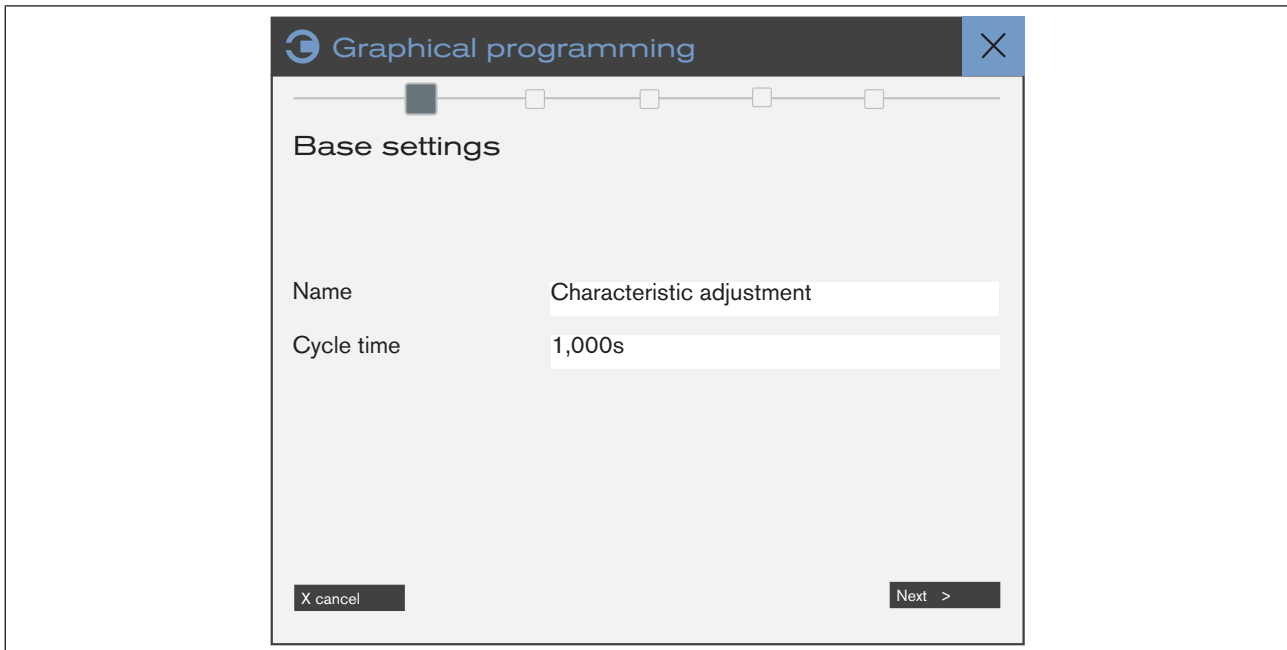 Graphical programming
Base settings
Name
Characteristic adjustment
Cycle time
1,000s
X cancel
Next >